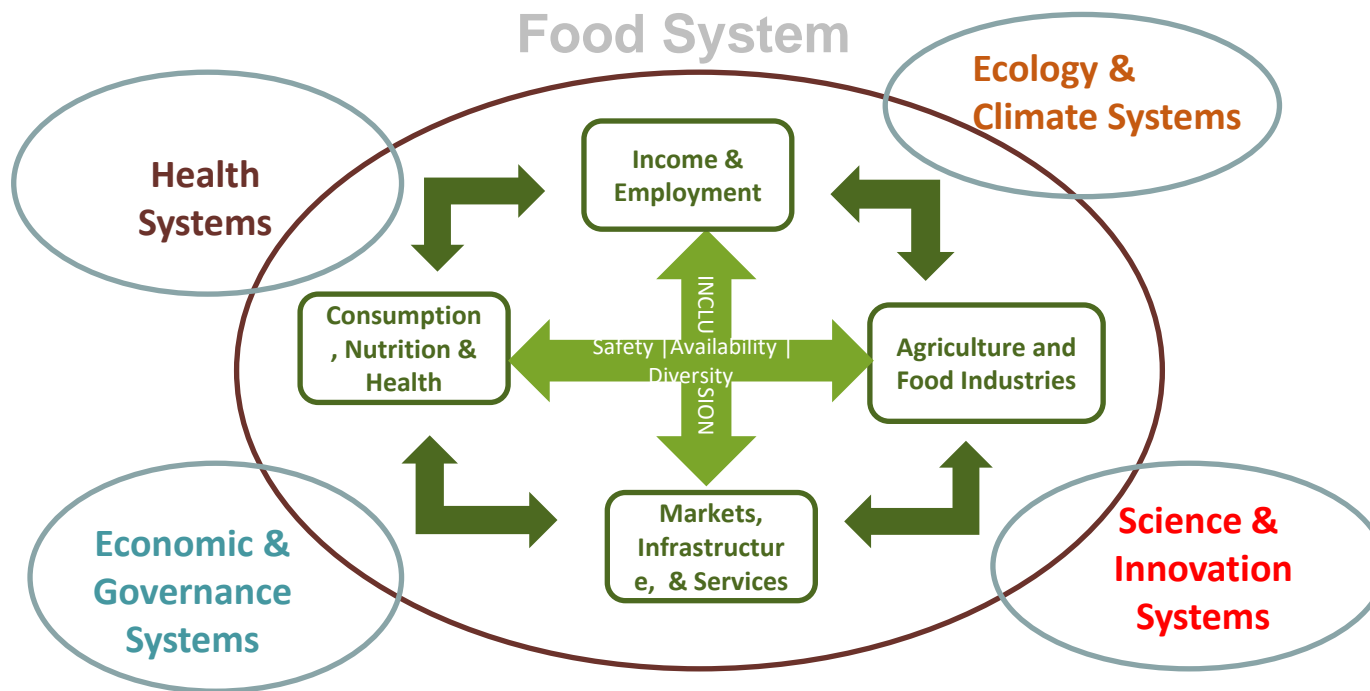 Food System
Ecology &
Climate Systems
Health
Systems
Income &
Employment
INCLU
SION
Safety |Availability |
Diversity
Consumption
, Nutrition &
Health
Agriculture and
Food Industries
Markets,
Infrastructur
e,  & Services
Economic &
Governance
Systems
Science &
Innovation
Systems